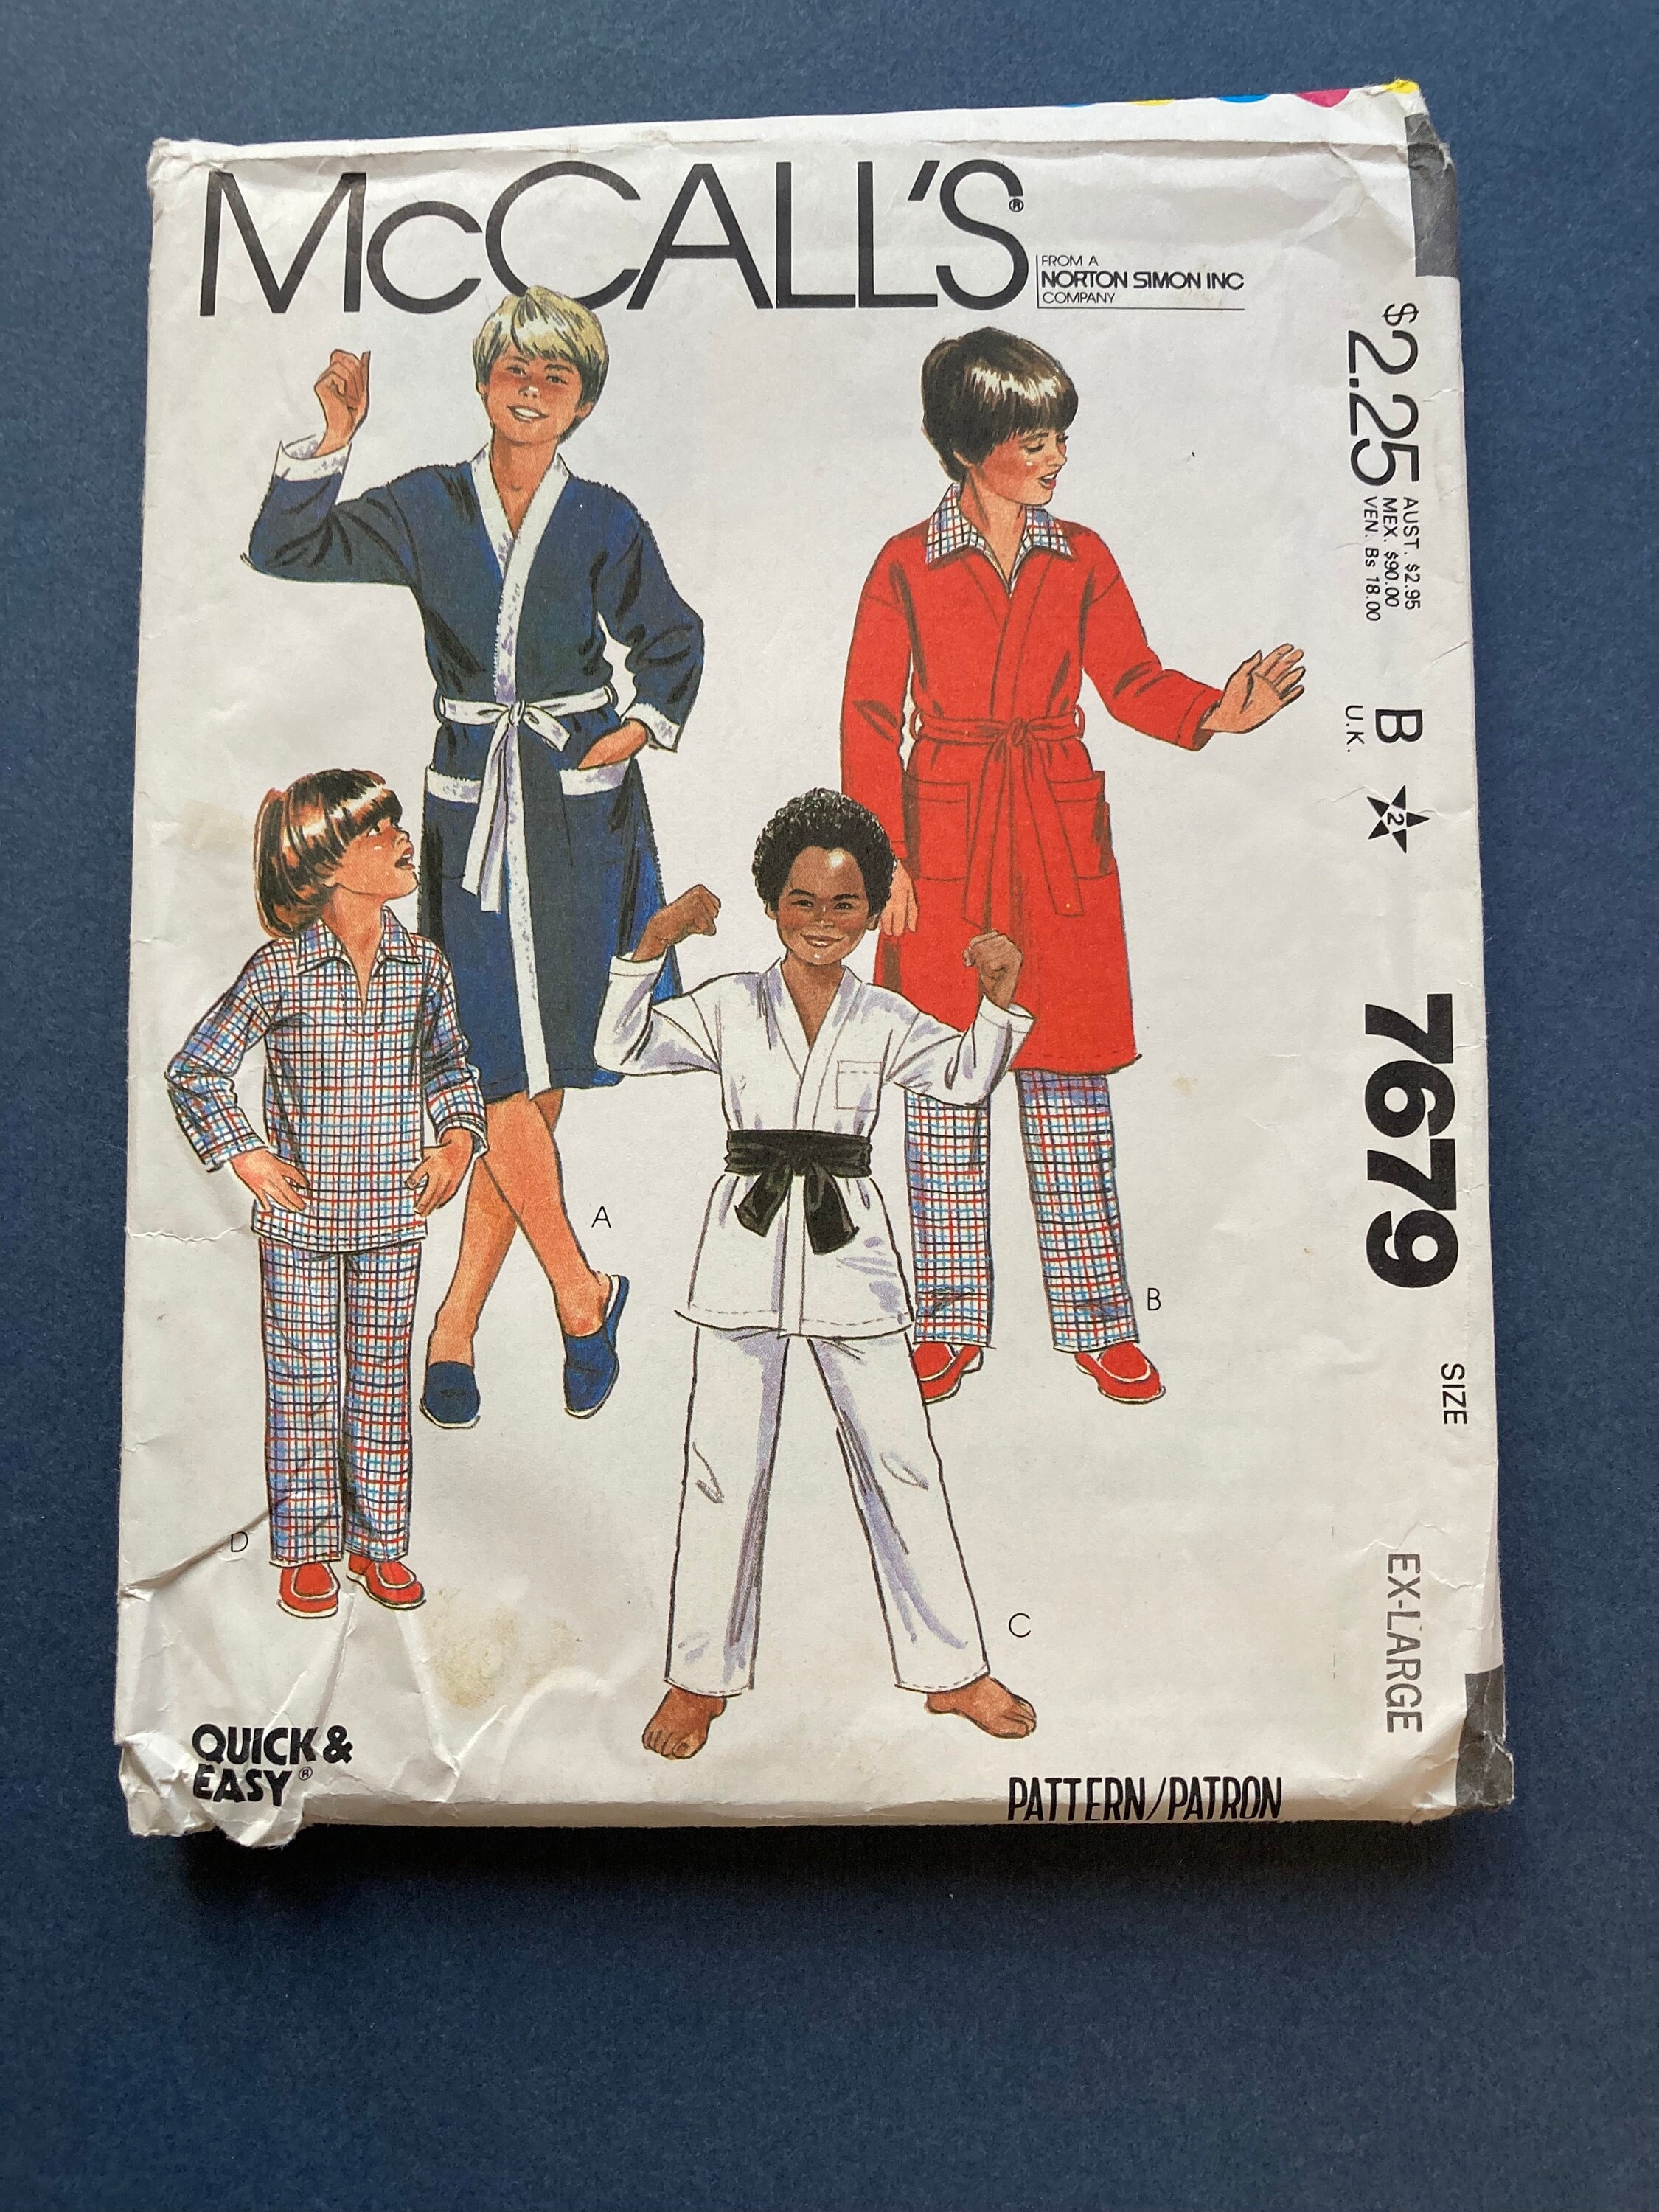 McCALL'S®
FROM A
NORTON SIMON INC
COMPANY
$2.25
AUST. $2.95
MEX. $90.00
VEN. Bs 18.00
B
U.K.
2
7679
SIZE
EX-LARGE
A
B
D
C
QUICK &
EASY®
PATTERN/PATRON